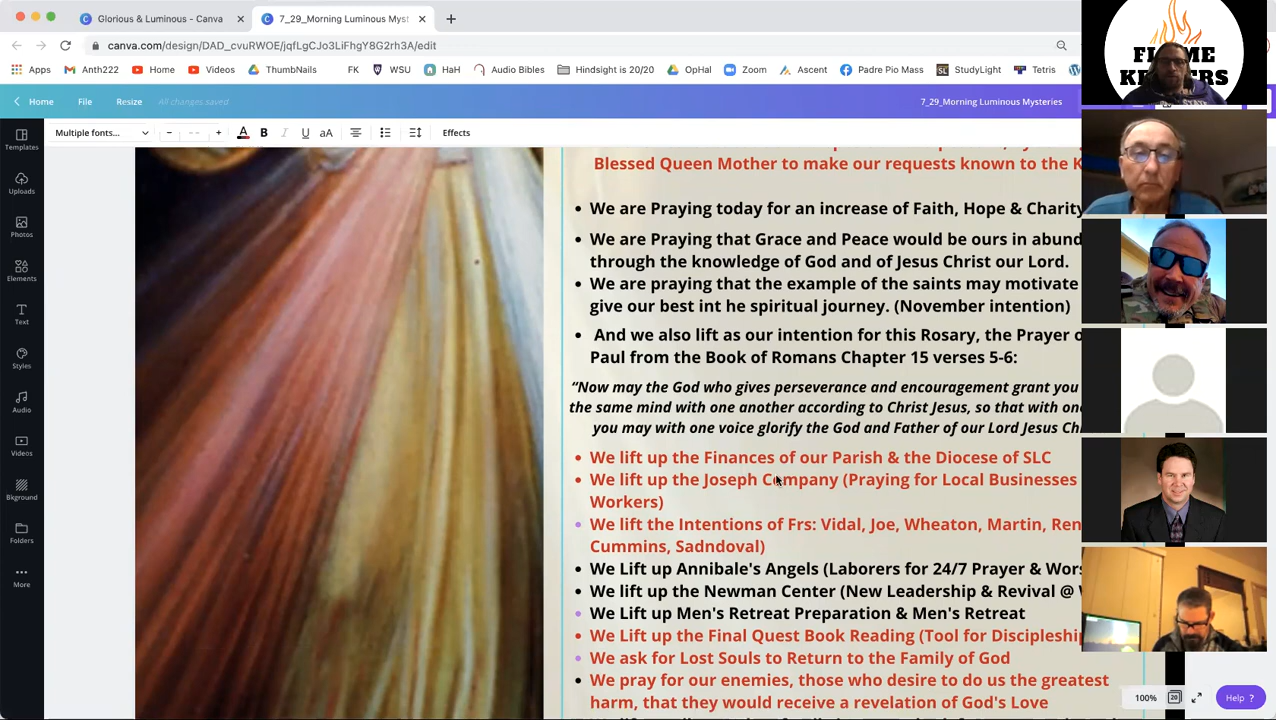 Glorious & Luminous - Canva
7_29_Morning Luminous Myst
canva.com/design/DAD_cvuRWOE/jqfLgCJo3LiFhgY8G2rh3A/edit
Apps Anth222 Home Videos ThumbNails FK WSU HaH Audio Bibles Hindsight is 20/20 OpHal Zoom Ascent Padre Pio Mass StudyLight Tetris
FLAME
KEEPERS
Home File Resize All changes saved 7_29_Morning Luminous Mysteries
Multiple fonts... A B I U aA Effects
Templates
Uploads
Photos
Elements
Text
Styles
Audio
Videos
Bkground
Folders
More
Blessed Queen Mother to make our requests known to the K
• We are Praying today for an increase of Faith, Hope & Charity
• We are Praying that Grace and Peace would be ours in abund
through the knowledge of God and of Jesus Christ our Lord.
• We are praying that the example of the saints may motivate
give our best int he spiritual journey. (November intention)
• And we also lift as our intention for this Rosary, the Prayer o
Paul from the Book of Romans Chapter 15 verses 5-6:
“Now may the God who gives perseverance and encouragement grant you
the same mind with one another according to Christ Jesus, so that with one
you may with one voice glorify the God and Father of our Lord Jesus Ch
• We lift up the Finances of our Parish & the Diocese of SLC
• We lift up the Joseph Company (Praying for Local Businesses
Workers)
• We lift the Intentions of Frs: Vidal, Joe, Wheaton, Martin, Ren
Cummins, Sadndoval)
• We Lift up Annibale's Angels (Laborers for 24/7 Prayer & Wors
• We lift up the Newman Center (New Leadership & Revival @
• We Lift up Men's Retreat Preparation & Men's Retreat
• We Lift up the Final Quest Book Reading (Tool for Discipleship
• We ask for Lost Souls to Return to the Family of God
• We pray for our enemies, those who desire to do us the greatest
harm, that they would receive a revelation of God's Love
100% 20 Help ?